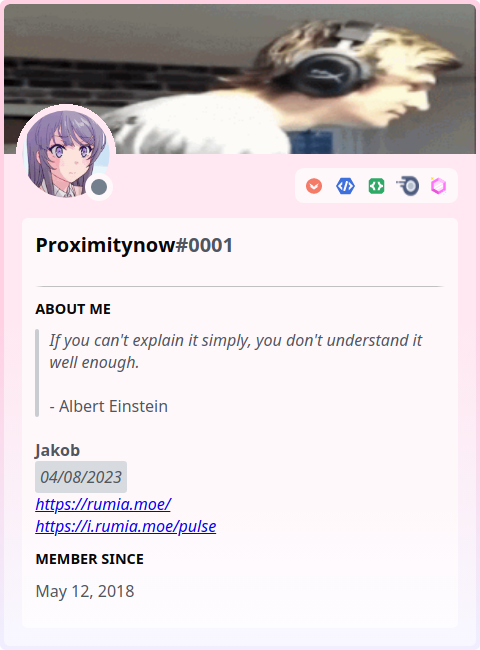 Proximitynow#0001
ABOUT ME
If you can't explain it simply, you don't understand it
well enough.
- Albert Einstein
Jakob
04/08/2023
https://rumia.moe/
https://i.rumia.moe/pulse
MEMBER SINCE
May 12, 2018